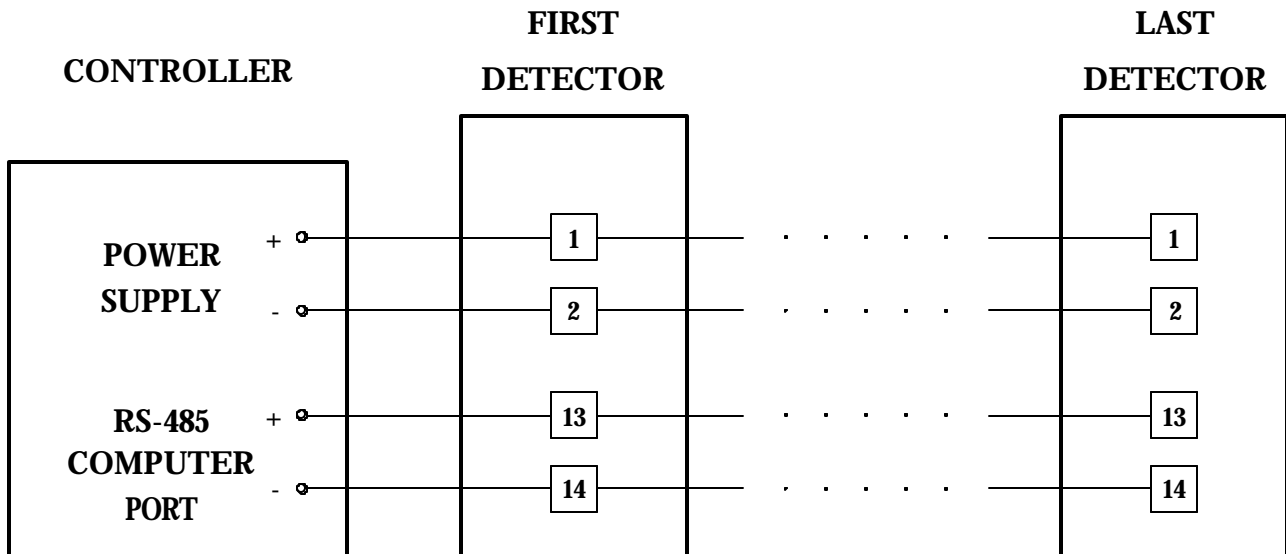 FIRST
DETECTOR
LAST
DETECTOR
CONTROLLER
POWER
SUPPLY
+
-
1
1
2
2
RS-485
COMPUTER
PORT
+
-
13
13
14
14